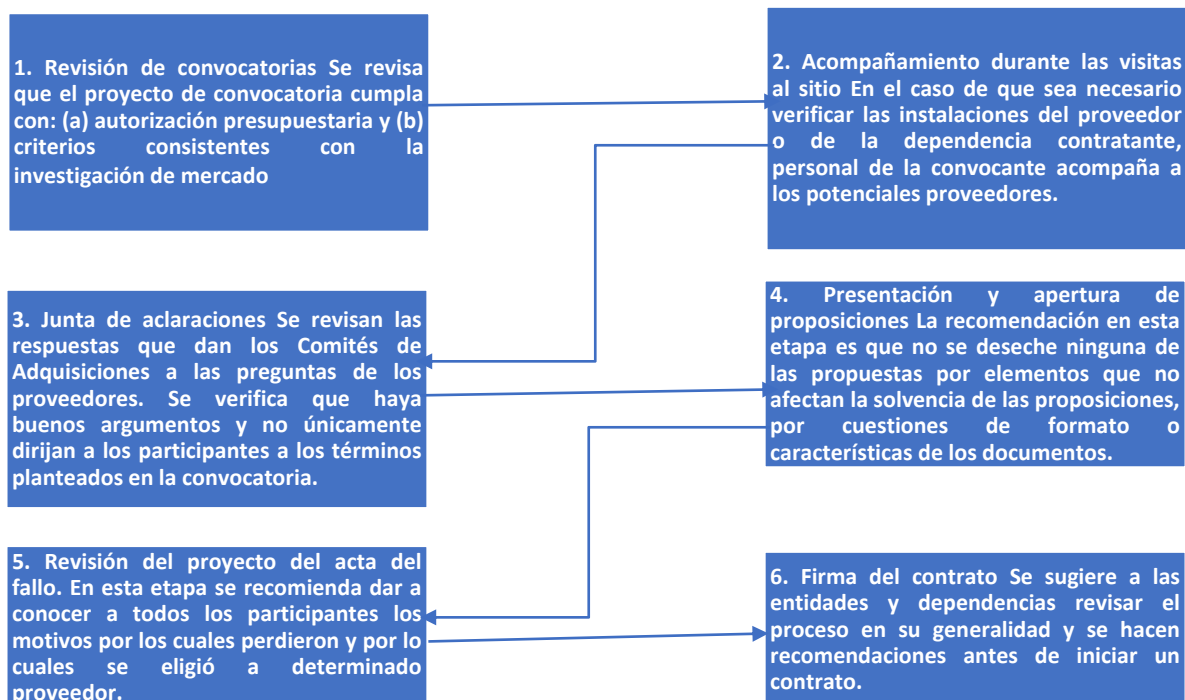 1. Revisión de convocatorias Se revisa
que el proyecto de convocatoria cumpla
con: (a) autorización presupuestaria y (b)
criterios consistentes con la
investigación de mercado
2. Acompañamiento durante las visitas
al sitio En el caso de que sea necesario
verificar las instalaciones del proveedor
o de la dependencia contratante,
personal de la convocante acompaña a
los potenciales proveedores.
3. Junta de aclaraciones Se revisan las
respuestas que dan los Comités de
Adquisiciones a las preguntas de los
proveedores. Se verifica que haya
buenos argumentos y no únicamente
dirijan a los participantes a los términos
planteados en la convocatoria.
4. Presentación y apertura de
proposiciones La recomendación en esta
etapa es que no se deseche ninguna de
las propuestas por elementos que no
afectan la solvencia de las proposiciones,
por cuestiones de formato o
características de los documentos.
5. Revisión del proyecto del acta del
fallo. En esta etapa se recomienda dar a
conocer a todos los participantes los
motivos por los cuales perdieron y por lo
cuales se eligió a determinado
proveedor.
6. Firma del contrato Se sugiere a las
entidades y dependencias revisar el
proceso en su generalidad y se hacen
recomendaciones antes de iniciar un
contrato.